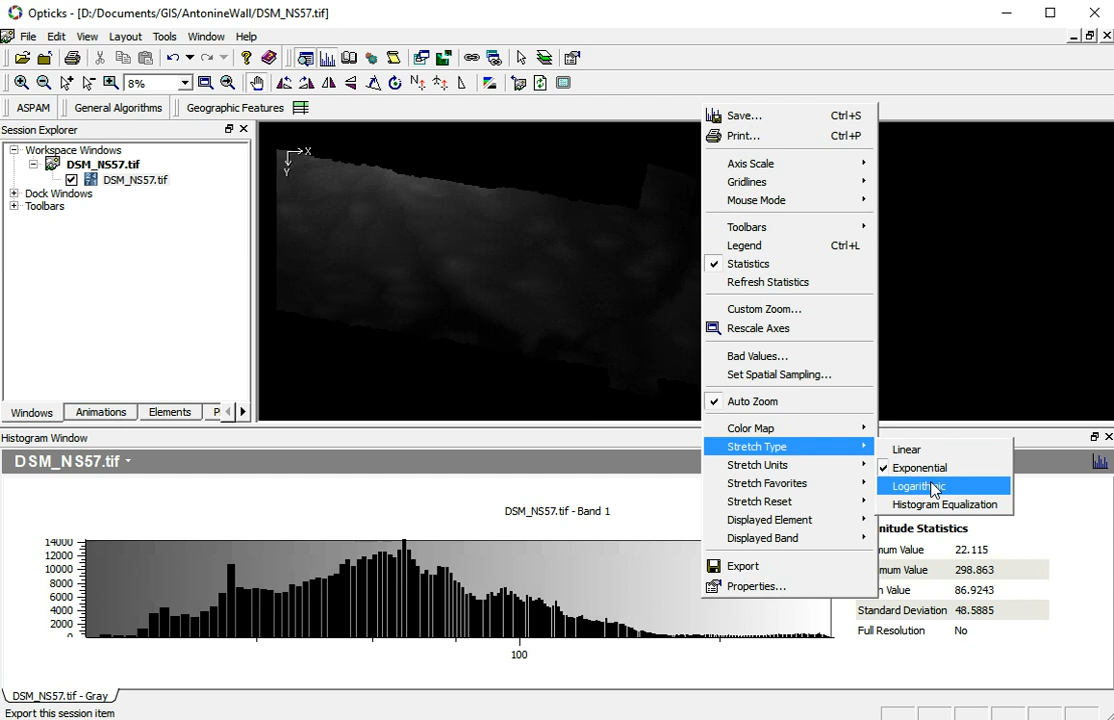 Opticks - [D:/Documents/GIS/AntonineWall/DSM_NS57.tif]
File Edit View Layout Tools Window Help
8%
ASPAM General Algorithms Geographic Features
Session Explorer
Workspace Windows
DSM_NS57.tif
DSM_NS57.tif
Dock Windows
Toolbars
X
Y
Windows Animations Elements P
Save... Ctrl+S
Print... Ctrl+P
Axis Scale
Gridlines
Mouse Mode
Toolbars
Legend Ctrl+L
Statistics
Refresh Statistics
Custom Zoom...
Rescale Axes
Bad Values...
Set Spatial Sampling...
Auto Zoom
Color Map
Stretch Type
Stretch Units
Stretch Favorites
Stretch Reset
Displayed Element
Displayed Band
Export
Properties...
Linear
Exponential
Histogram Equalization
Histogram Window
DSM_NS57.tif
DSM_NS57.tif - Band 1
14000
12000
10000
8000
6000
4000
2000
0
100
Statistics
Value 22.115
Value 298.863
Value 86.9243
Standard Deviation 48.5885
Full Resolution No
DSM_NS57.tif - Gray
Export this session item